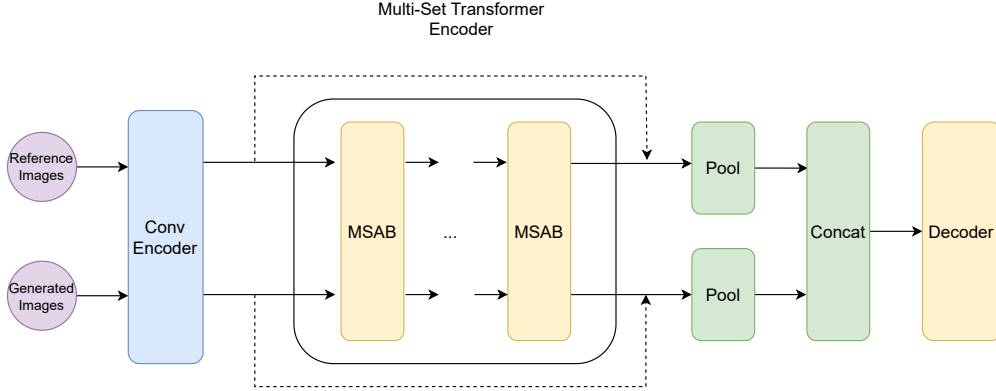 Multi-Set Transformer
Encoder
Reference
Images
Generated
Images
Conv
Encoder
MSAB
...
MSAB
Pool
Pool
Concat
Decoder